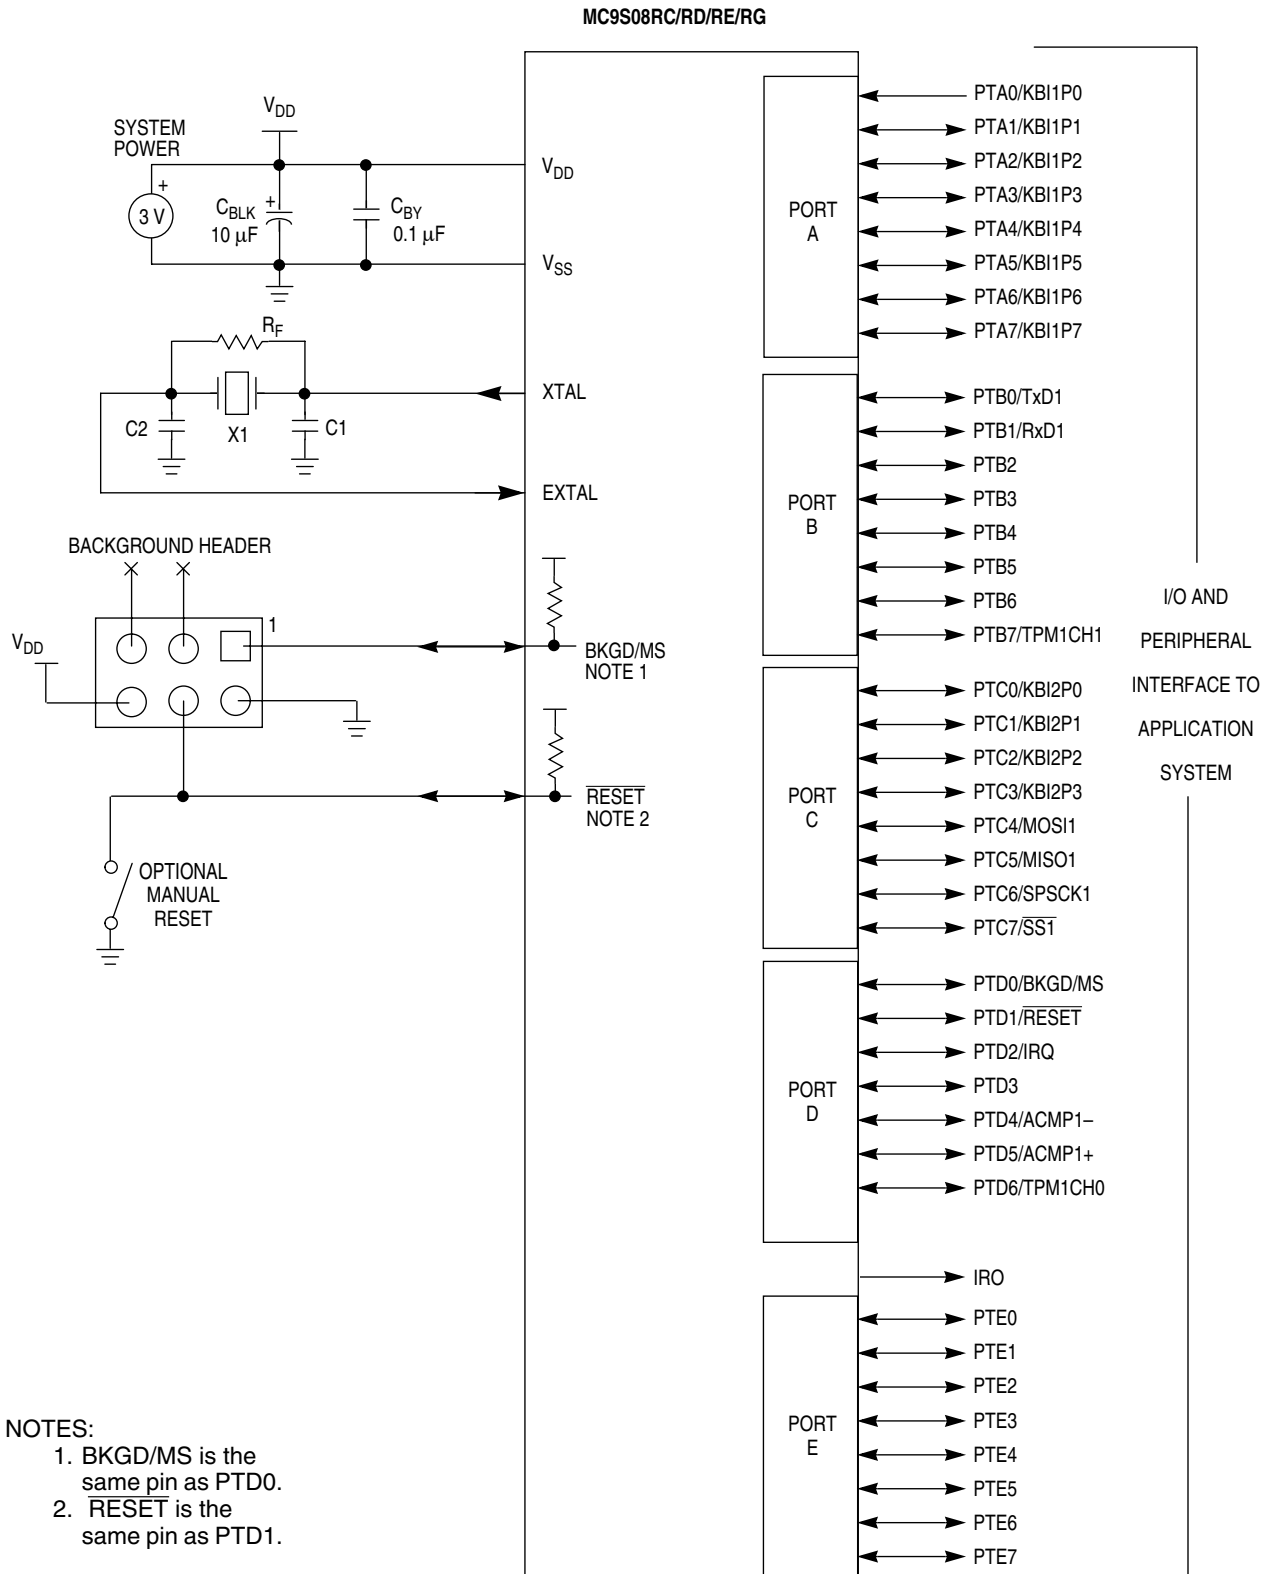 MC9S08RC/RD/RE/RG
SYSTEM
POWER
VDD
+
3 V
CBLK
10 µF
+
CBY
0.1 µF
VDD
VSS
RF
C2
X1
C1
XTAL
EXTAL
BACKGROUND HEADER
VDD
1
BKGD/MS
NOTE 1
RESET
NOTE 2
OPTIONAL
MANUAL
RESET
PORT
A
PTA0/KBI1P0
PTA1/KBI1P1
PTA2/KBI1P2
PTA3/KBI1P3
PTA4/KBI1P4
PTA5/KBI1P5
PTA6/KBI1P6
PTA7/KBI1P7
PORT
B
PTB0/TxD1
PTB1/RxD1
PTB2
PTB3
PTB4
PTB5
PTB6
PTB7/TPM1CH1
PORT
C
PTC0/KBI2P0
PTC1/KBI2P1
PTC2/KBI2P2
PTC3/KBI2P3
PTC4/MOSI1
PTC5/MISO1
PTC6/SPSCK1
PTC7/SS1
PORT
D
PTD0/BKGD/MS
PTD1/RESET
PTD2/IRQ
PTD3
PTD4/ACMP1–
PTD5/ACMP1+
PTD6/TPM1CH0
IRO
PORT
E
PTE0
PTE1
PTE2
PTE3
PTE4
PTE5
PTE6
PTE7
I/O AND
PERIPHERAL
INTERFACE TO
APPLICATION
SYSTEM
NOTES:
1. BKGD/MS is the
same pin as PTD0.
2. RESET is the
same pin as PTD1.